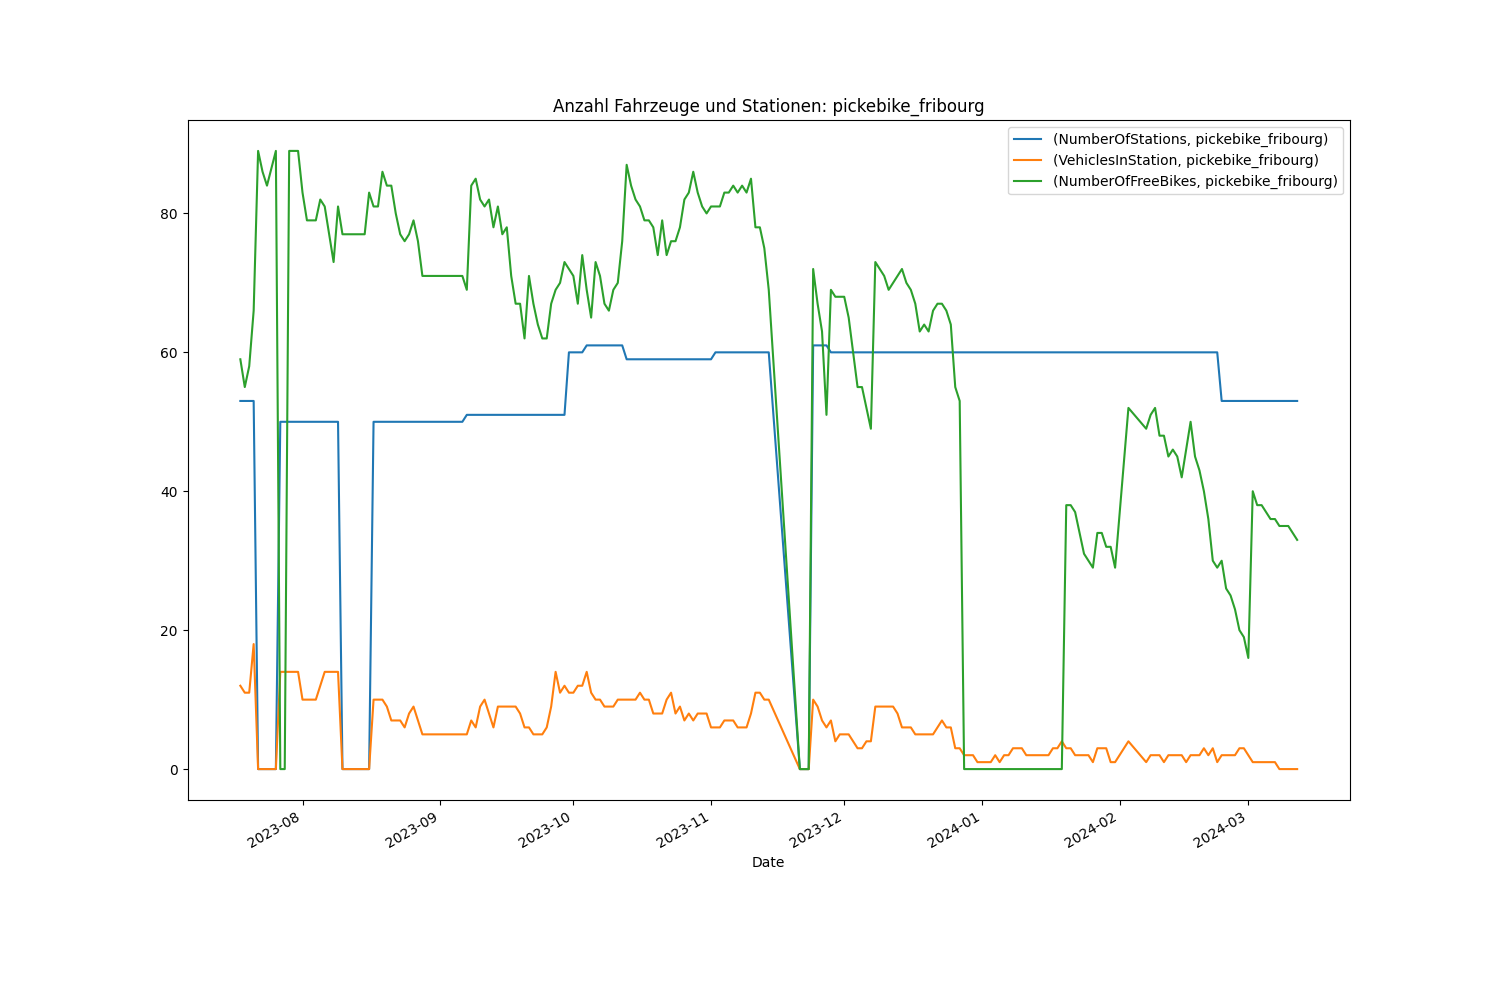 Anzahl Fahrzeuge und Stationen: pickebike_fribourg
(NumberOfStations, pickebike_fribourg)
(VehiclesInStation, pickebike_fribourg)
(NumberOfFreeBikes, pickebike_fribourg)
80
60
40
20
0
2023-08
2023-09
2023-10
2023-11
2023-12
2024-01
2024-02
2024-03
Date